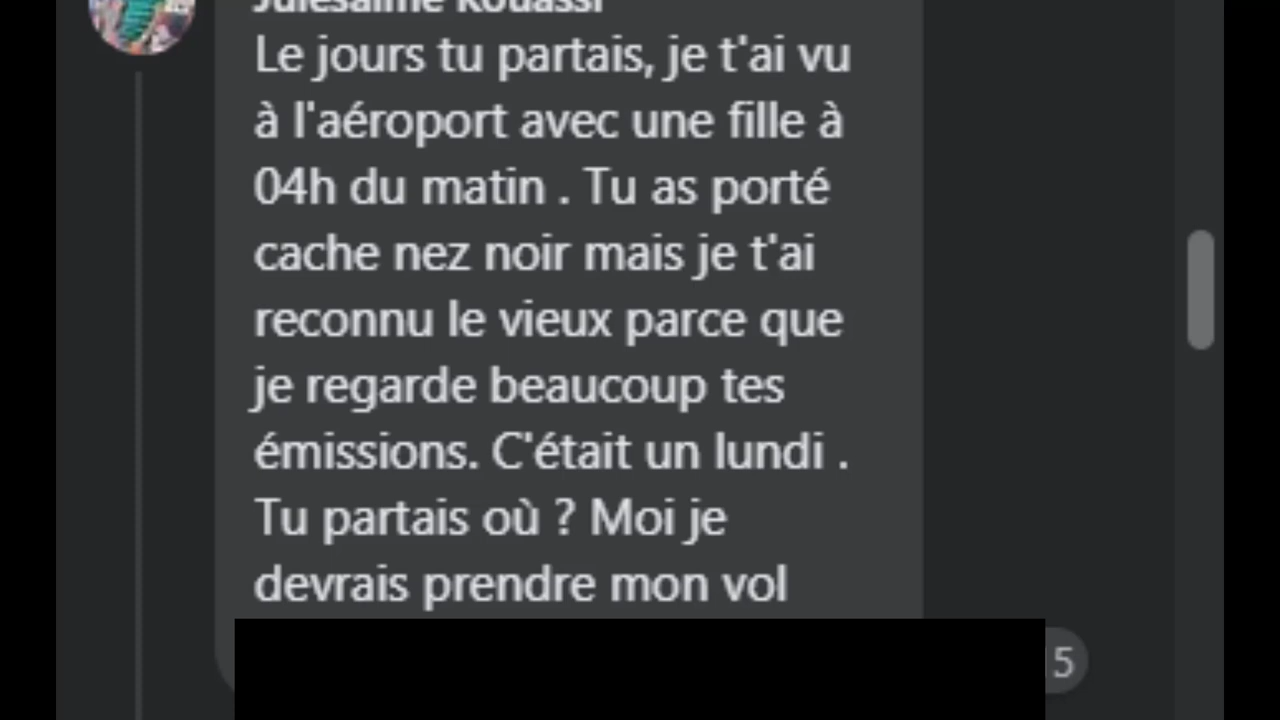 Julesaime Kouassi
Le jours tu partais, je t'ai vu
à l'aéroport avec une fille à
04h du matin . Tu as porté
cache nez noir mais je t'ai
reconnu le vieux parce que
je regarde beaucoup tes
émissions. C'était un lundi .
Tu partais où ? Moi je
devrais prendre mon vol
5